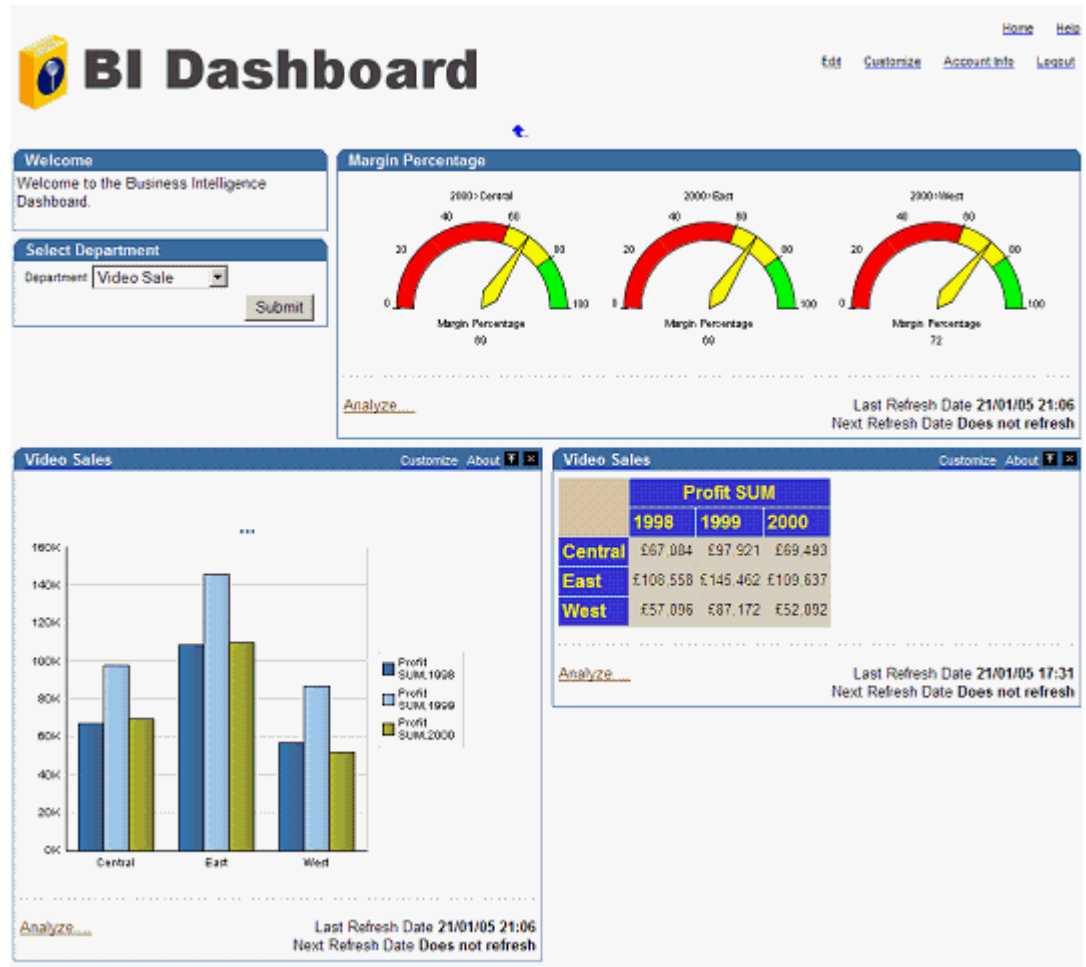 Home Help
BI Dashboard
Edit Customize Account Info Logout
Welcome
Welcome to the Business Intelligence
Dashboard.
Select Department
Department Video Sale
Submit
Margin Percentage
2000>Central
0 20 40 60 80 100
Margin Percentage
69
2000>East
0 20 40 60 80 100
Margin Percentage
69
2000>West
0 20 40 60 80 100
Margin Percentage
72
Analyze....
Last Refresh Date 21/01/05 21:06
Next Refresh Date Does not refresh
Video Sales Customize About
...
160K
140K
120K
100K
80K
60K
40K
20K
0K
Central East West
Profit
SUM,1998
Profit
SUM,1999
Profit
SUM,2000
Analyze....
Last Refresh Date 21/01/05 21:06
Next Refresh Date Does not refresh
Video Sales Customize About
Profit SUM
1998 1999 2000
Central £67,084 £97,921 £69,493
East £108,558 £145,462 £109,637
West £57,096 £87,172 £52,092
Analyze....
Last Refresh Date 21/01/05 17:31
Next Refresh Date Does not refresh